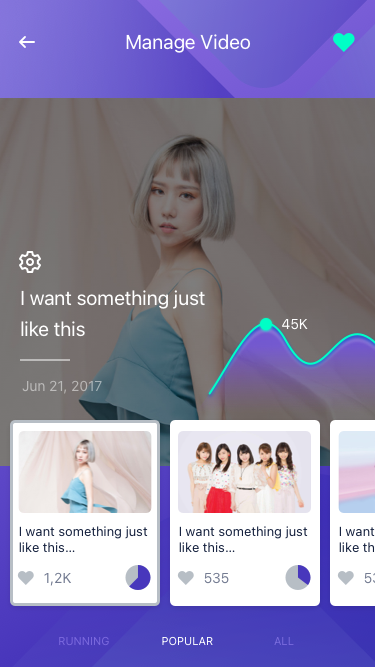 Manage Video
I want something just
like this
45K
Jun 21, 2017
I want something just
like this...
1,2K
I want something just
like this...
535
I want
like th
POPULAR
RUNNING
ALL